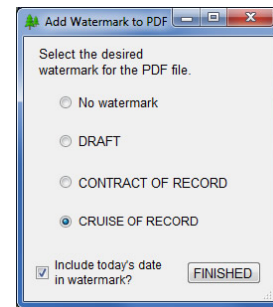 Add Watermark to PDF
Select the desired
watermark for the PDF file.
No watermark
DRAFT
CONTRACT OF RECORD
CRUISE OF RECORD
Include today's date
in watermark?
FINISHED